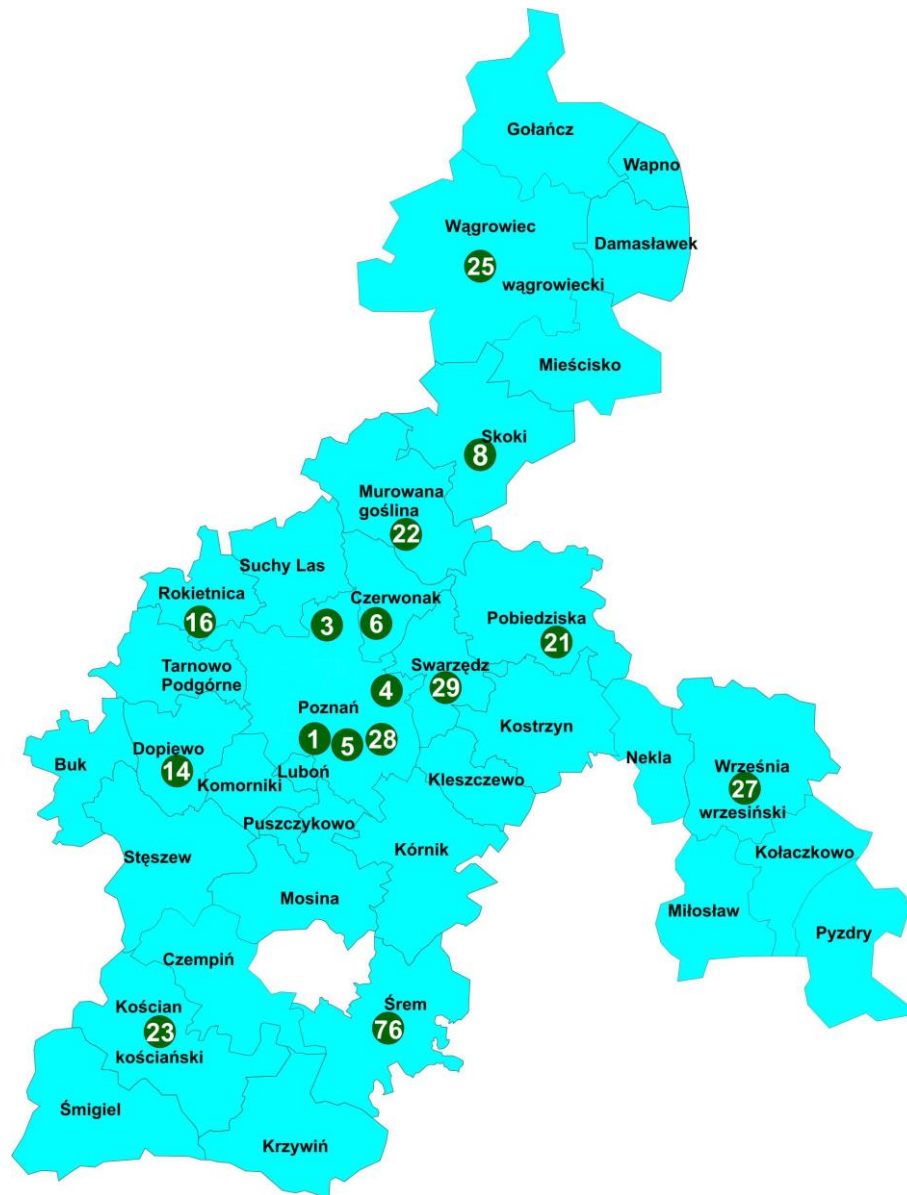 Gołańcz
Wapno
Wągrowiec
Damasławek
25
wągrowiecki
Mieścisko
Skoki
8
Murowana
goślina
22
Suchy Las
Rokietnica
Czerwonak
16
3
6
Pobiedziska
21
Tarnowo
Podgórne
Swarzędz
4
29
Poznań
Kostrzyn
1
5
28
Buk
Dopiewo
14
Komorniki
Luboń
Kleszczewo
Nekla
Września
27
wrzesiński
Puszczykowo
Kołaczkowo
Stęszew
Kórnik
Mosina
Miłosław
Pyzdry
Czempiń
Kościan
23
kościański
Śrem
76
Śmigiel
Krzywiń